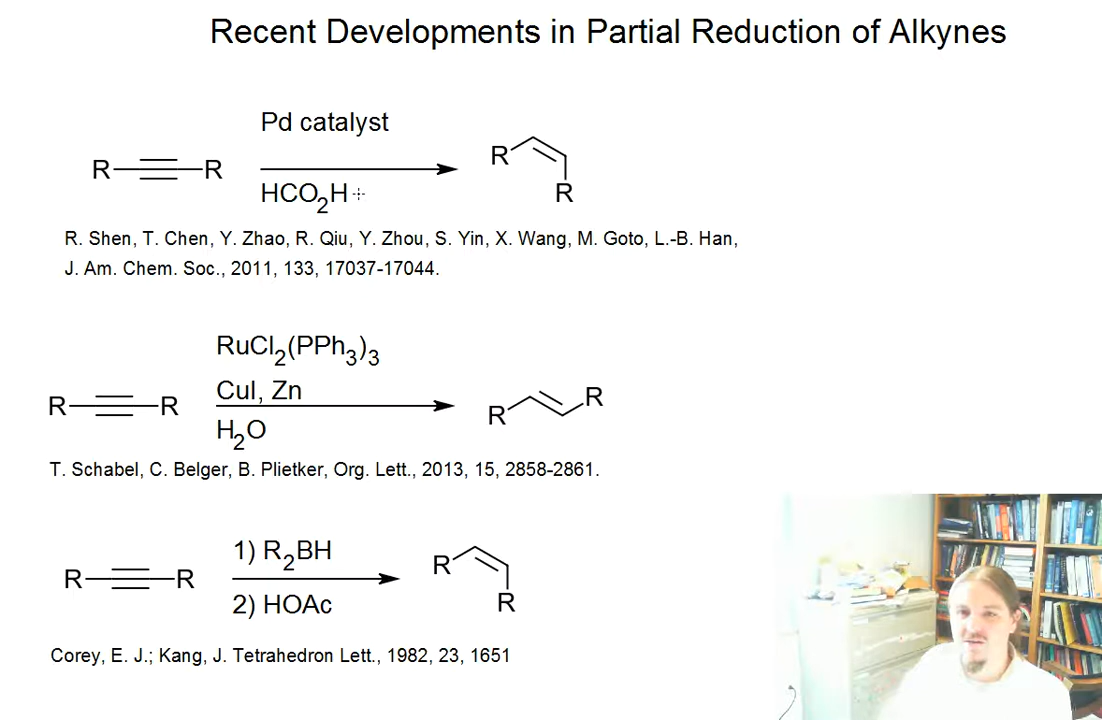 Recent Developments in Partial Reduction of Alkynes
Pd catalyst
R R R
HCO2H
R
R. Shen, T. Chen, Y. Zhao, R. Qiu, Y. Zhou, S. Yin, X. Wang, M. Goto, L.-B. Han,
J. Am. Chem. Soc., 2011, 133, 17037-17044.
RuCl2(PPh3)3
CuI, Zn
R R R R
H2O
T. Schabel, C. Belger, B. Plietker, Org. Lett., 2013, 15, 2858-2861.
1) R2BH
R R R
2) HOAc
R
Corey, E. J.; Kang, J. Tetrahedron Lett., 1982, 23, 1651